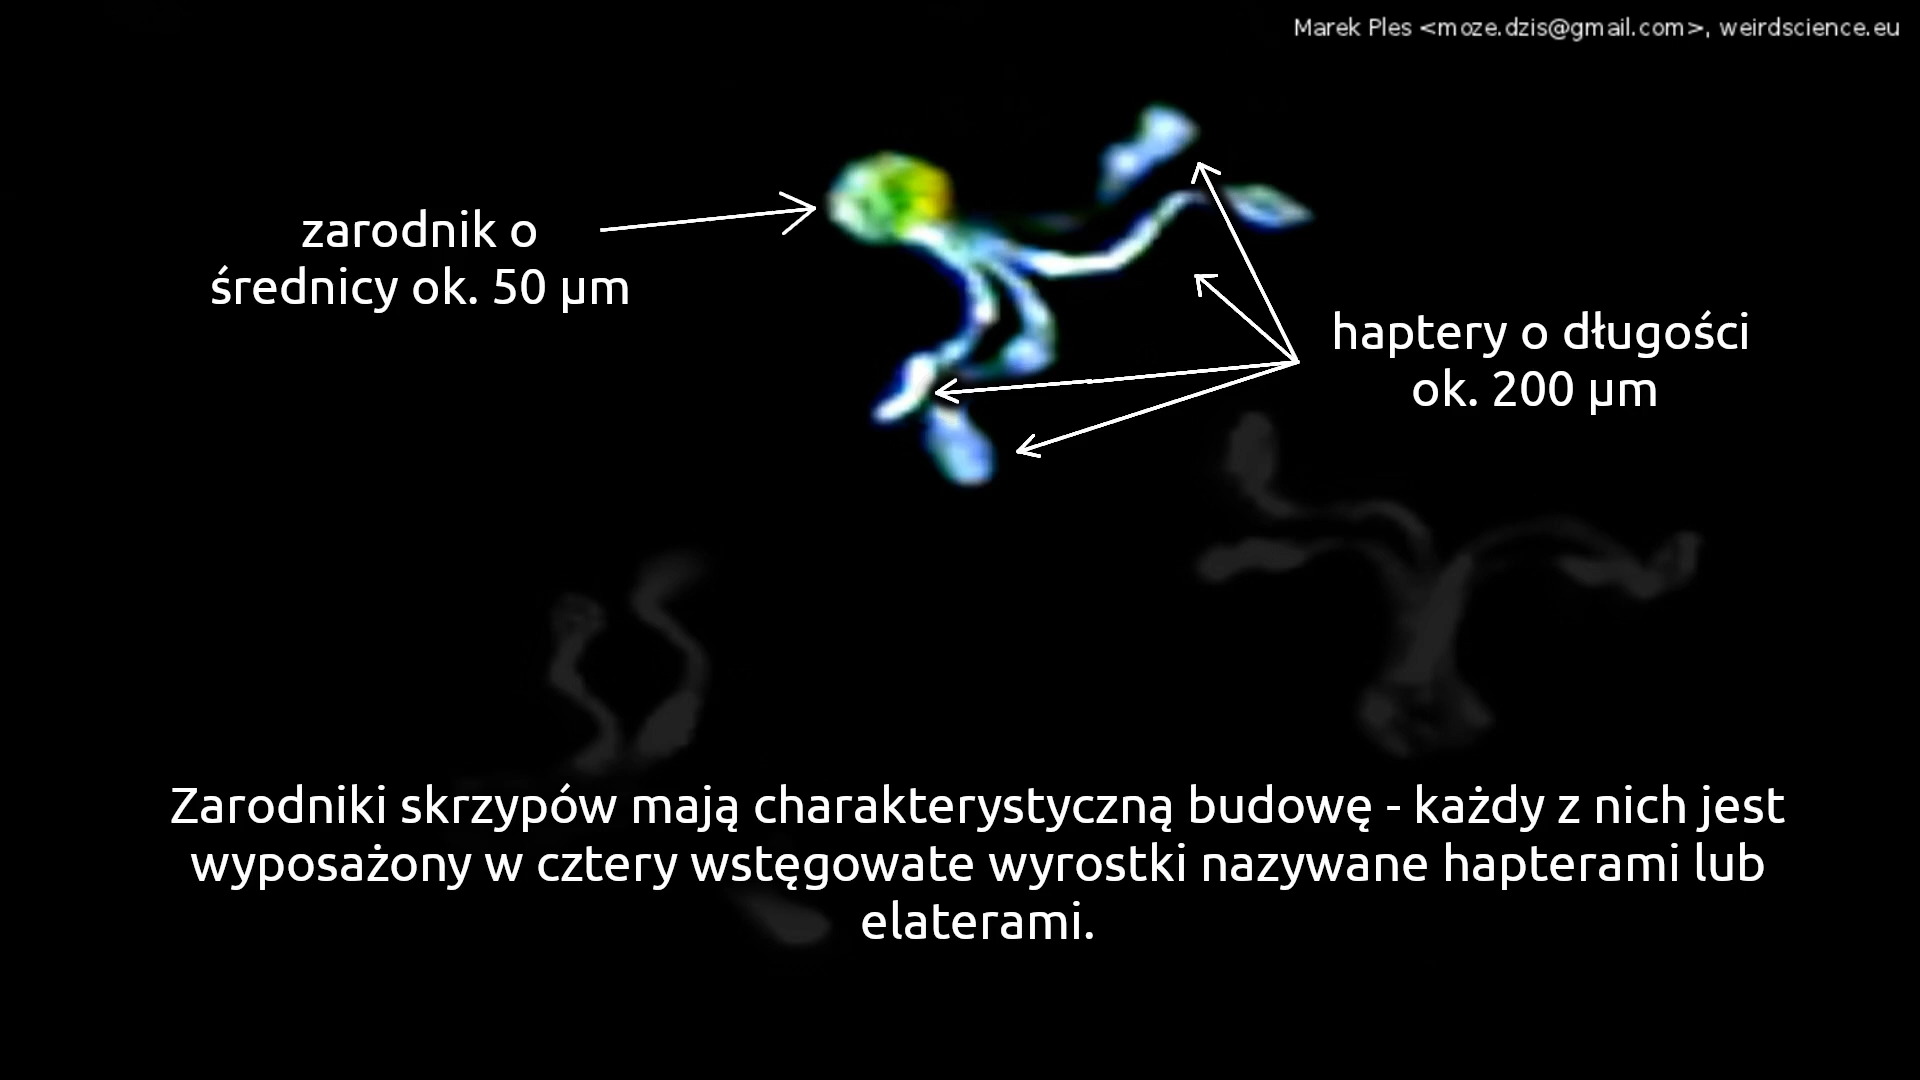 Marek Ples <moze.dzis@gmail.com>, weirdscience.eu
zarodnik o
średnicy ok. 50 µm
haptery o długości
ok. 200 µm
Zarodniki skrzypów mają charakterystyczną budowę - każdy z nich jest
wyposażony w cztery wstęgowate wyrostki nazywane hapterami lub
elaterami.